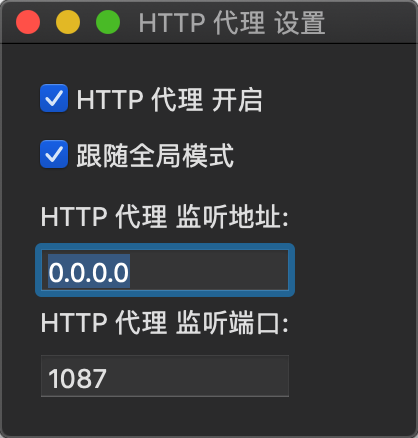 HTTP 代理 设置
HTTP 代理 开启
跟随全局模式
HTTP 代理 监听地址:
0.0.0.0
HTTP 代理 监听端口:
1087